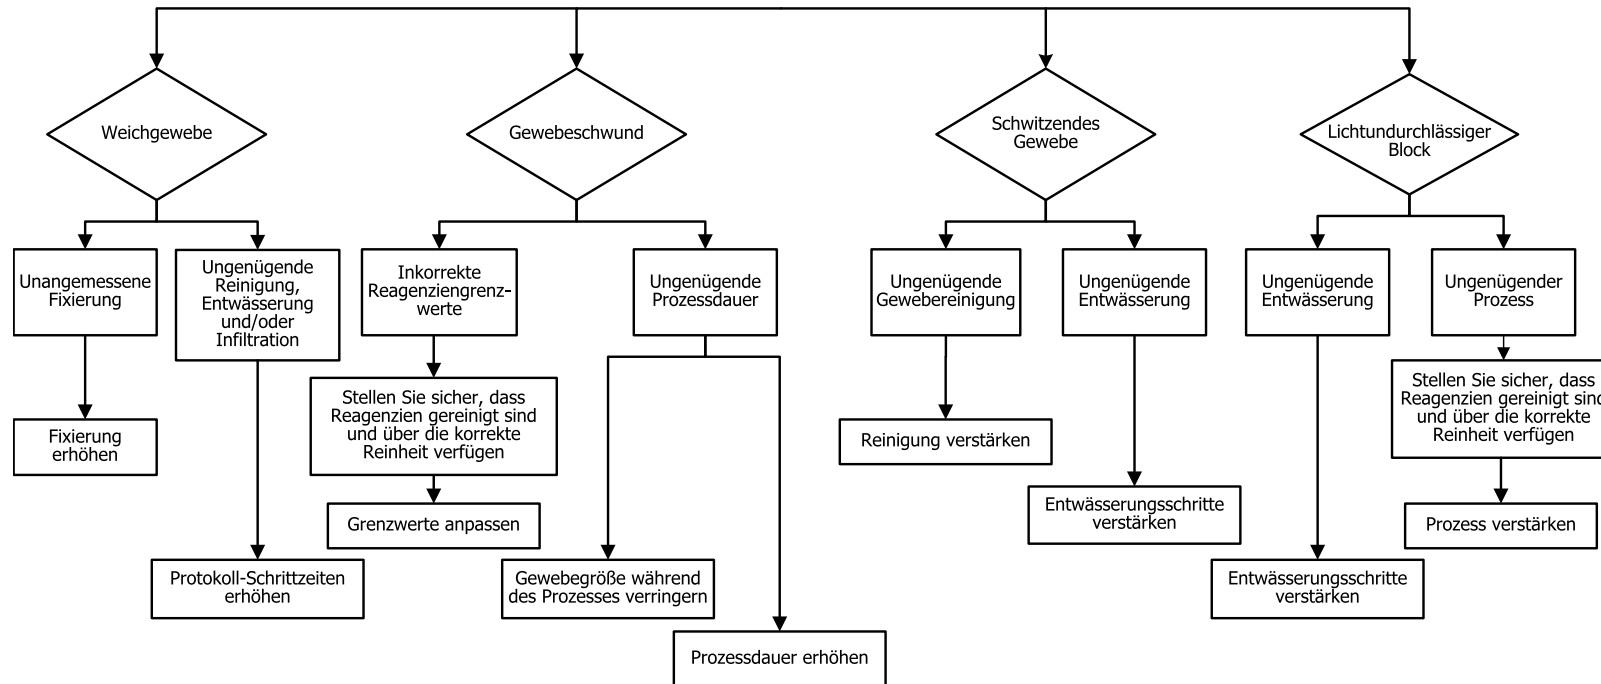 Weichgewebe
Gewebeschwund
Schwitzendes
Gewebe
Lichtundurchlässiger
Block
Unangemessene
Fixierung
Ungenügende
Reinigung,
Entwässerung
und/oder
Infiltration
Inkorrekte
Reagenziengrenz-
werte
Ungenügende
Prozessdauer
Ungenügende
Gewebereinigung
Ungenügende
Entwässerung
Ungenügende
Entwässerung
Ungenügender
Prozess
Fixierung
erhöhen
Stellen Sie sicher, dass
Reagenzien gereinigt sind
und über die korrekte
Reinheit verfügen
Reinigung verstärken
Stellen Sie sicher, dass
Reagenzien gereinigt sind
und über die korrekte
Reinheit verfügen
Grenzwerte anpassen
Entwässerungsschritte
verstärken
Prozess verstärken
Protokoll-Schrittzeiten
erhöhen
Gewebegröße während
des Prozesses verringern
Entwässerungsschritte
verstärken
Prozessdauer erhöhen